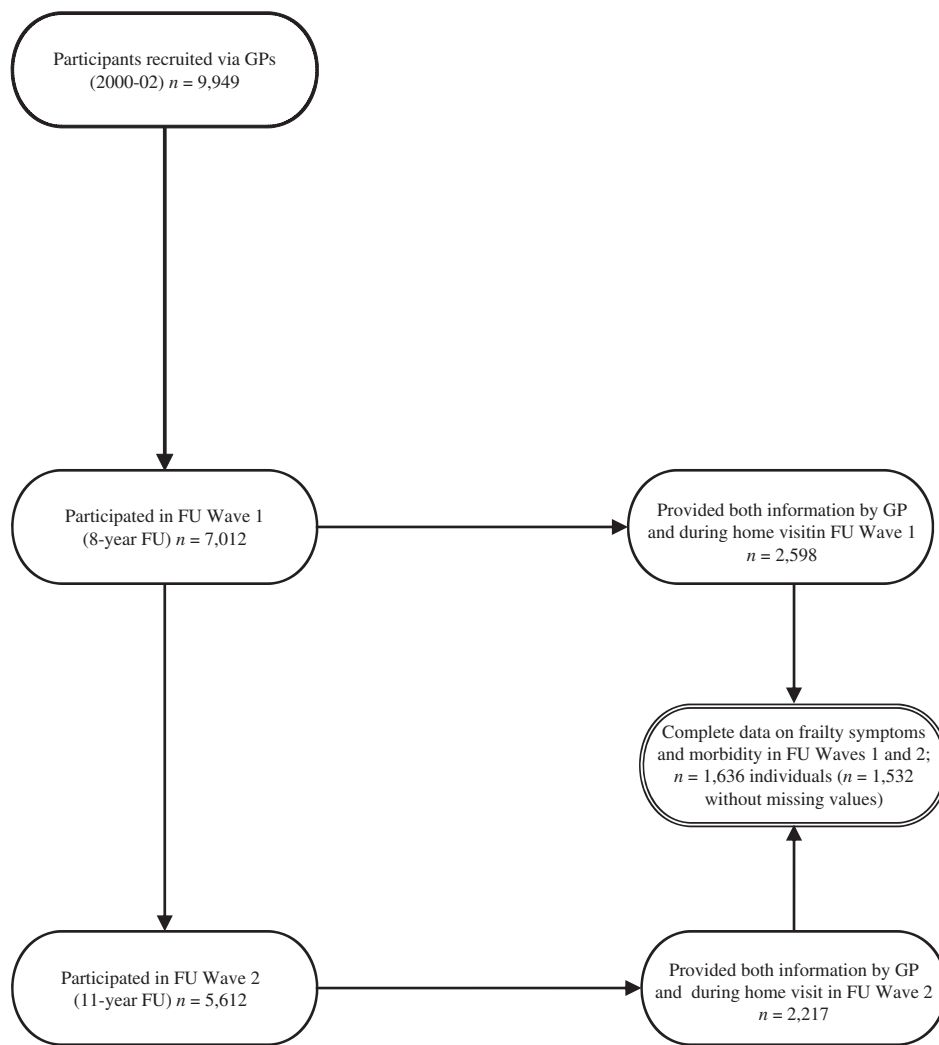 Participants recruited via GPs
(2000-02) n = 9,949
Participated in FU Wave 1
(8-year FU) n = 7,012
Provided both information by GP
and during home visitin FU Wave 1
n = 2,598
Complete data on frailty symptoms
and morbidity in FU Waves 1 and 2;
n = 1,636 individuals (n = 1,532
without missing values)
Participated in FU Wave 2
(11-year FU) n = 5,612
Provided both information by GP
and during home visit in FU Wave 2
n = 2,217